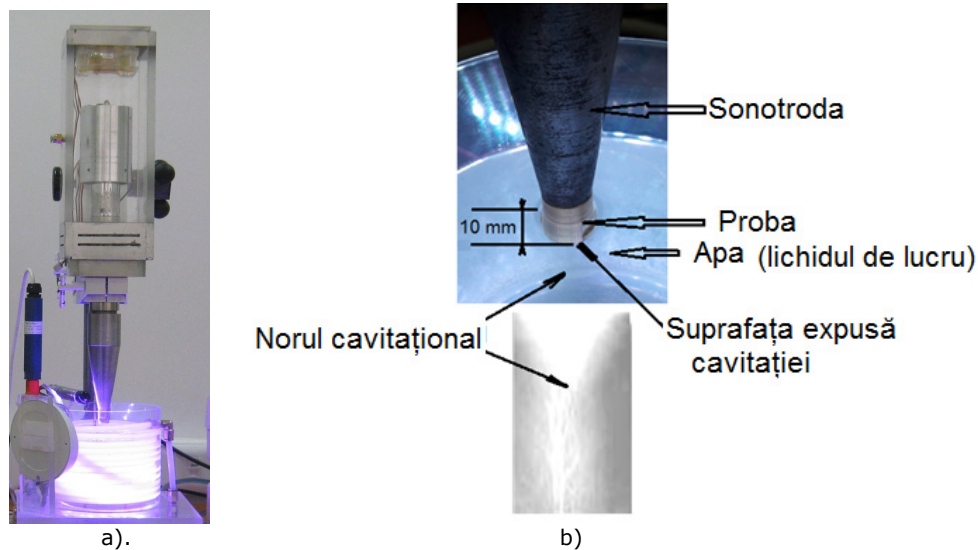 Sonotroda
10 mm
Proba
Apa (lichidul de lucru)
Norul cavitațional
Suprafața expusă
cavitației
a).
b)